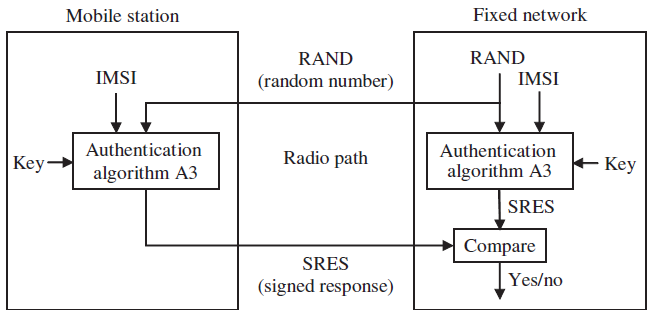 Mobile station
Fixed network
RAND
(random number)
RAND
IMSI
IMSI
Key
Authentication
algorithm A3
Radio path
Authentication
algorithm A3
Key
SRES
Compare
SRES
(signed response)
Yes/no